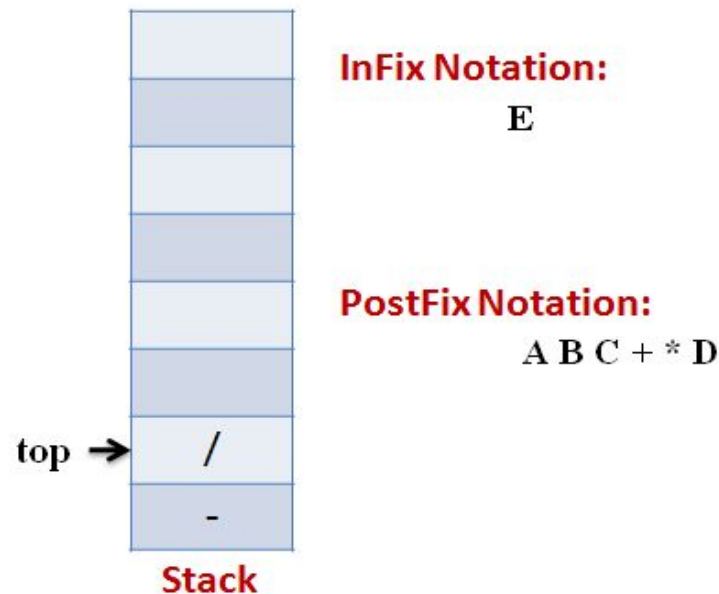 InFix Notation:
E
PostFix Notation:
A B C + * D
top
/
-
Stack